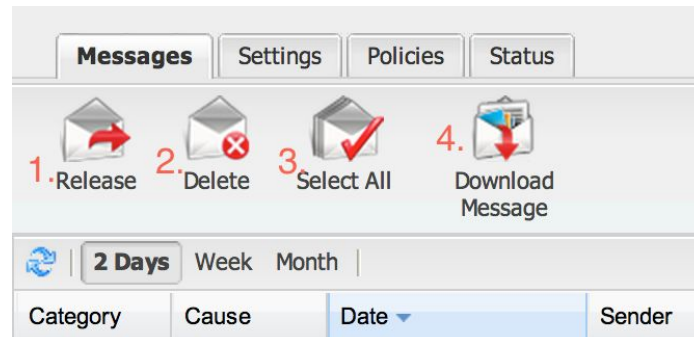 Messages Settings Policies Status
1. Release 2. Delete 3. Select All 4. Download
Message
2 Days Week Month
Category Cause Date Sender